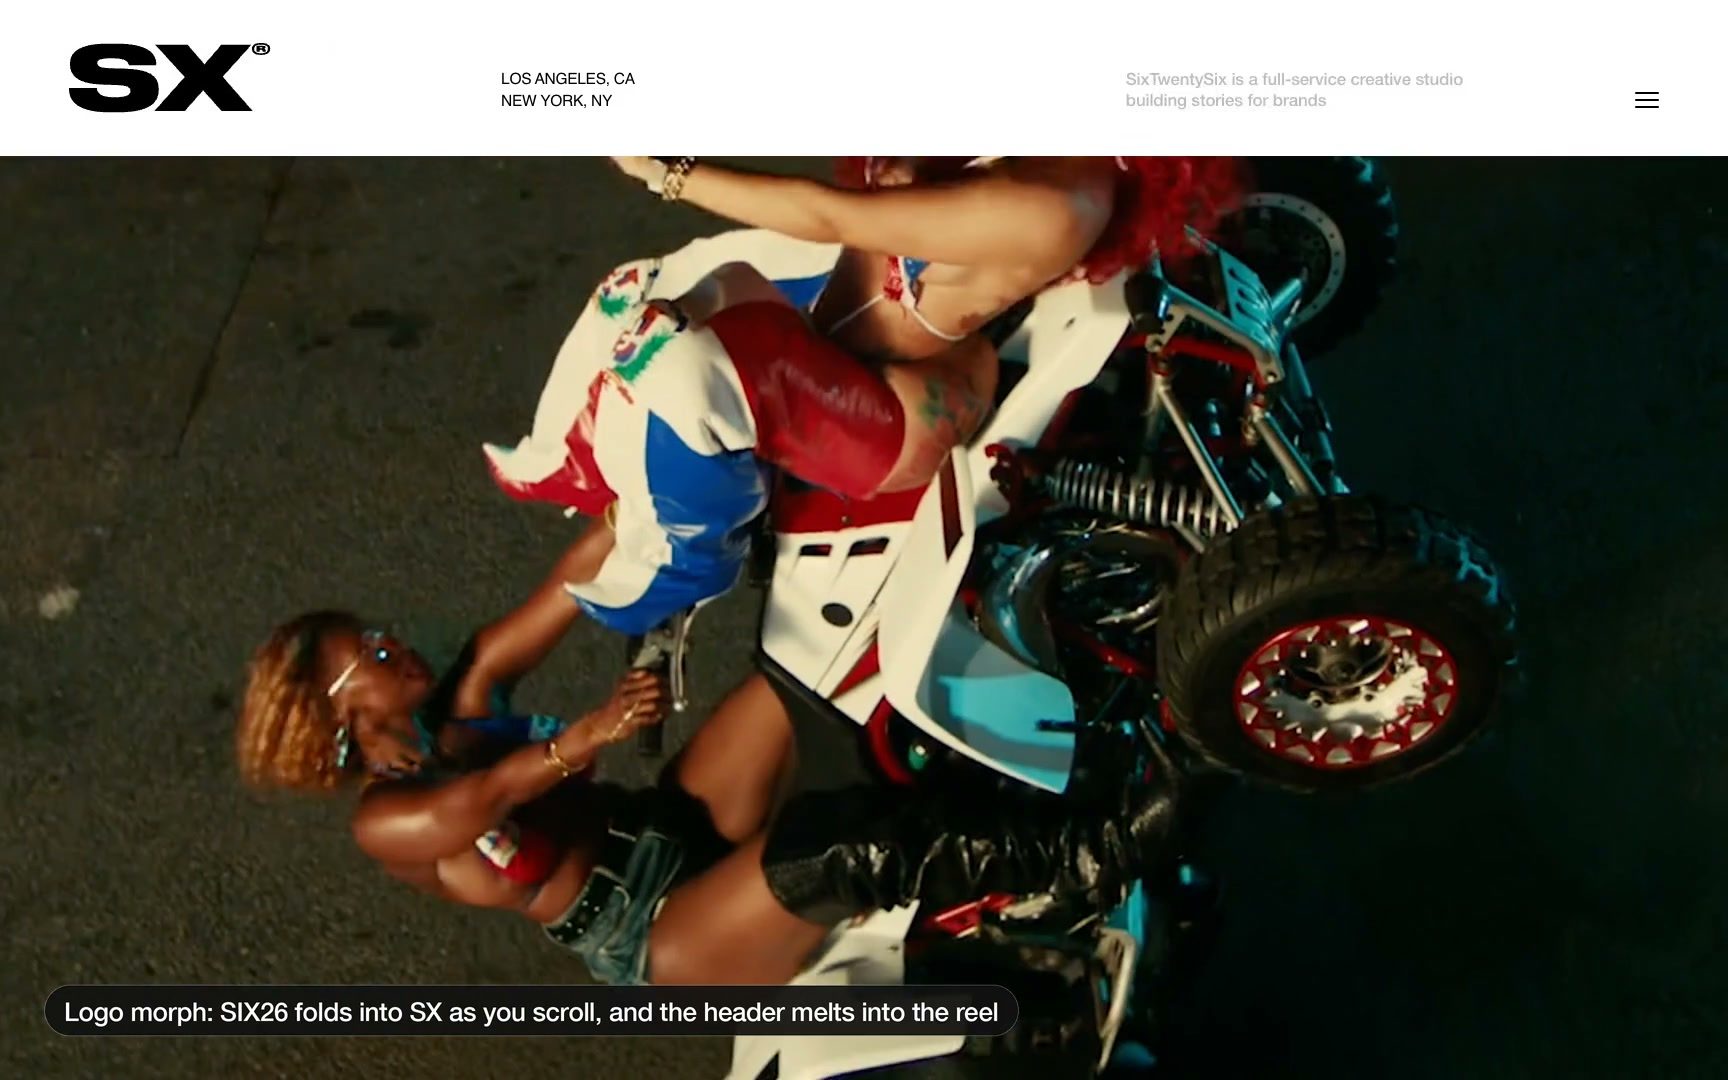 SX®
LOS ANGELES, CA
NEW YORK, NY
SixTwentySix is a full-service creative studio
building stories for brands
Logo morph: SIX26 folds into SX as you scroll, and the header melts into the reel